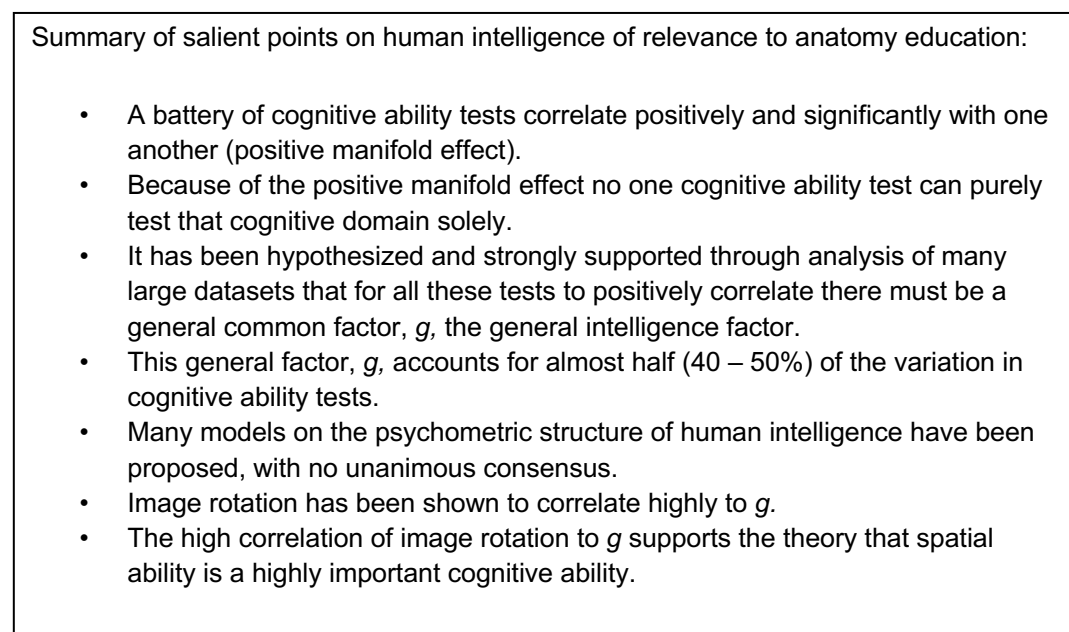 Summary of salient points on human intelligence of relevance to anatomy education:
• A battery of cognitive ability tests correlate positively and significantly with one
another (positive manifold effect).
• Because of the positive manifold effect no one cognitive ability test can purely
test that cognitive domain solely.
• It has been hypothesized and strongly supported through analysis of many
large datasets that for all these tests to positively correlate there must be a
general common factor, g, the general intelligence factor.
• This general factor, g, accounts for almost half (40 – 50%) of the variation in
cognitive ability tests.
• Many models on the psychometric structure of human intelligence have been
proposed, with no unanimous consensus.
• Image rotation has been shown to correlate highly to g.
• The high correlation of image rotation to g supports the theory that spatial
ability is a highly important cognitive ability.